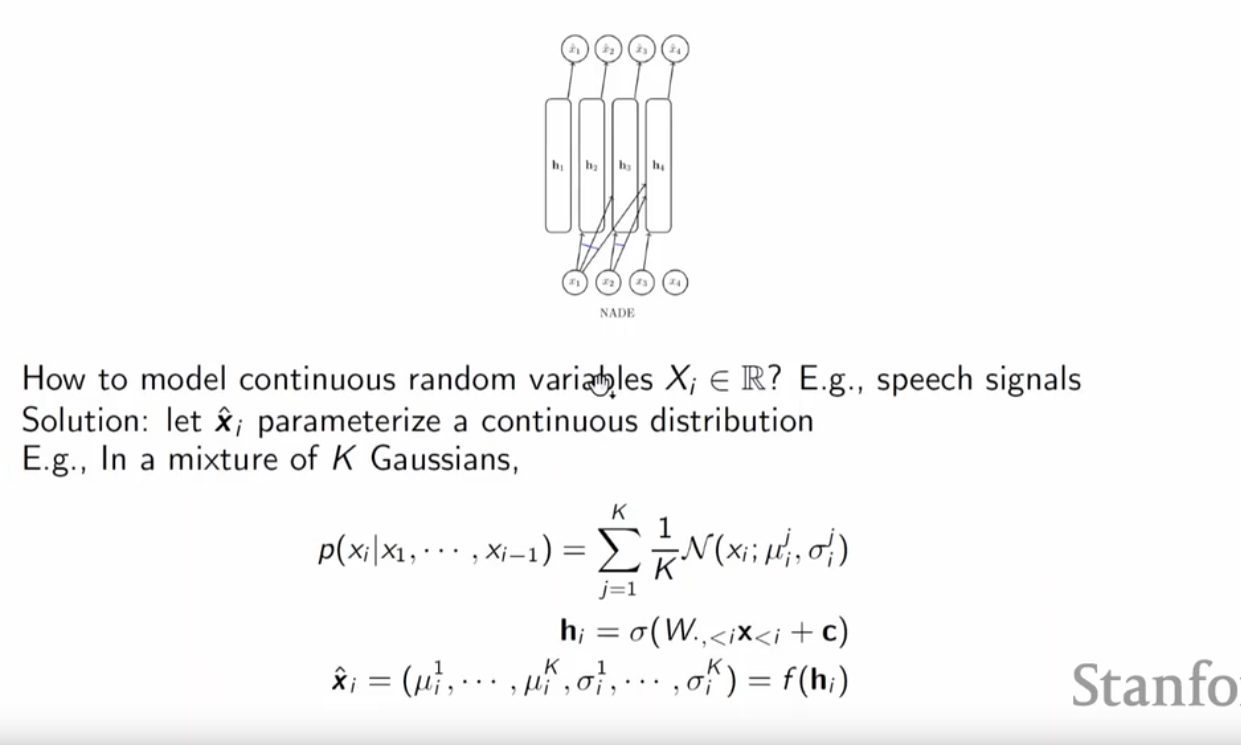 x̂₁ x̂₂ x̂₃ x̂₄
h₁ h₂ h₃ h₄
x₁ x₂ x₃ x₄
NADE
How to model continuous random variables Xᵢ ∈ ℝ? E.g., speech signals
Solution: let x̂ᵢ parameterize a continuous distribution
E.g., In a mixture of K Gaussians,
p(xᵢ|x₁, ⋯ , xᵢ₋₁) = ∑_{j=1}^{K} 1/K 𝒩(xᵢ; μᵢʲ, σᵢʲ)
hᵢ = σ(W.,<ᵢx<ᵢ + c)
x̂ᵢ = (μᵢ¹, ⋯ , μᵢᴷ, σᵢ¹, ⋯ , σᵢᴷ) = f(hᵢ)
Stanfo